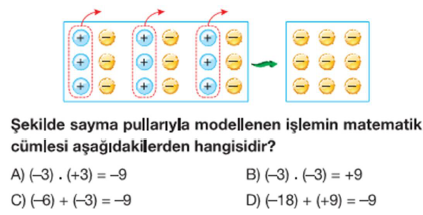 + − + − + −
+ − + − + −
+ − + − + −
− − −
− − −
− − −
Şekilde sayma pullarıyla modellenen işlemin matematik
cümlesi aşağıdakilerden hangisidir?
A) (–3) . (+3) = –9
B) (–3) . (–3) = +9
C) (–6) + (–3) = –9
D) (–18) + (+9) = –9